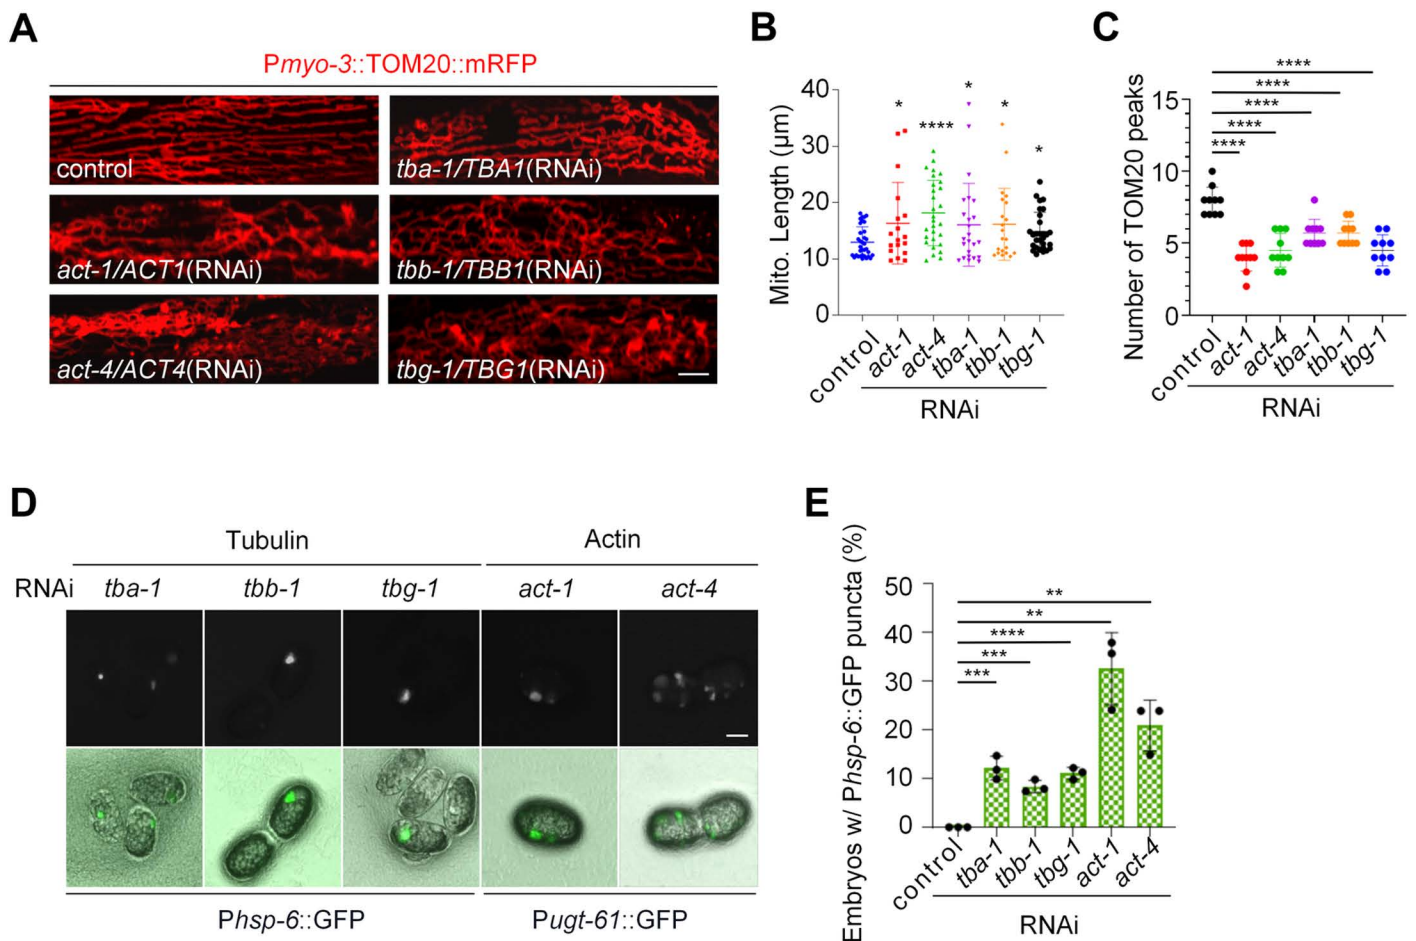 A
Pmyo-3::TOM20::mRFP
control
tba-1/TBA1(RNAi)
act-1/ACT1(RNAi)
tbb-1/TBB1(RNAi)
act-4/ACT4(RNAi)
tbg-1/TBG1(RNAi)
B
Mito. Length (µm)
40
30
20
10
0
*
****
*
*
*
control
act-1
act-4
tba-1
tbb-1
tbg-1
RNAi
C
Number of TOM20 peaks
15
10
5
0
****
****
****
****
****
control
act-1
act-4
tba-1
tbb-1
tbg-1
RNAi
D
Tubulin Actin
RNAi tba-1 tbb-1 tbg-1 act-1 act-4
Phsp-6::GFP Pugt-61::GFP
E
Embryos w/ Phsp-6::GFP puncta (%)
50
40
30
20
10
0
**
**
****
***
***
control
tba-1
tbb-1
tbg-1
act-1
act-4
RNAi